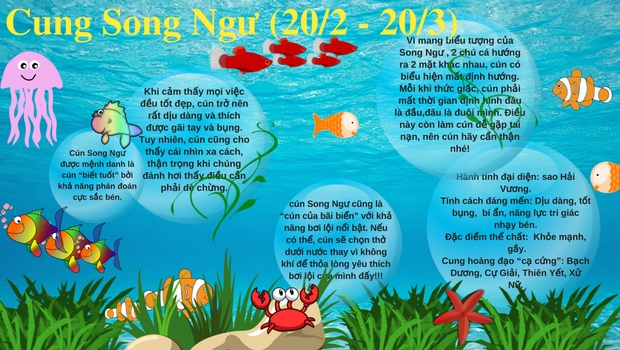 Cung Song Ngư (20/2 - 20/3)
Cún Song Ngư
được mệnh danh là
cún “biết tuốt” bởi
khả năng phán đoán
cực sắc bén.
Khi cảm thấy mọi việc
đều tốt đẹp, cún trở nên
rất dịu dàng và thích
được gãi tay và bụng.
Tuy nhiên, cún cũng cho
thấy cái nhìn xa cách,
thận trọng khi chúng
đánh hơi thấy điều cần
phải dè chừng.
cún Song Ngư cũng là
“cún của bãi biển” với khả
năng bơi lội nổi bật. Nếu
có thể, cún sẽ chọn thở
dưới nước thay vì không
khí để thỏa lòng yêu thích
bơi lội của mình đấy!!!
Vì mang biểu tượng của
Song Ngư , 2 chú cá hướng
ra 2 mặt khác nhau, cún có
biểu hiện mất định hướng.
Mỗi khi thức giấc, cún phải
mất thời gian định hình đâu
là đầu,đâu là đuôi mình. Điều
này còn làm cún dễ gặp tai
nạn, nên cún hãy cẩn thận
nhé!
Hành tinh đại diện: sao Hải
Vương.
Tính cách đáng mến: Dịu dàng, tốt
bụng, bí ẩn, năng lực tri giác
nhạy bén.
Đặc điểm thể chất: Khỏe mạnh,
gầy.
Cung hoàng đạo “cạ cứng”: Bạch
Dương, Cự Giải, Thiên Yết, Xử
Nữ.